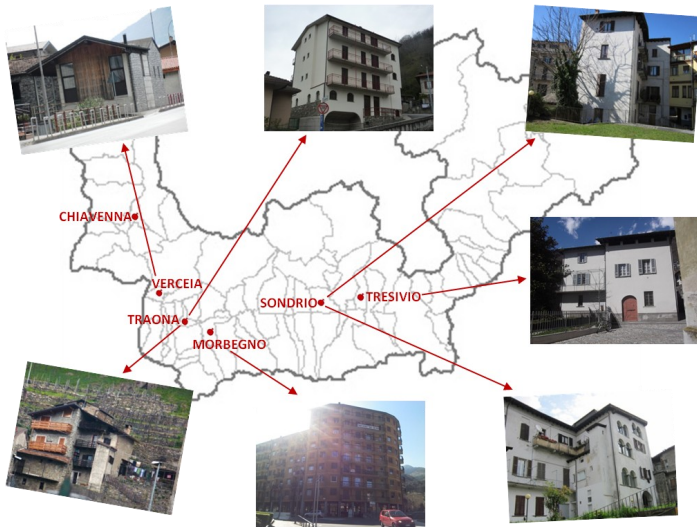 CHIAVENNA
VERCEIA
SONDRIO
TRESIVIO
TRAONA
MORBEGNO